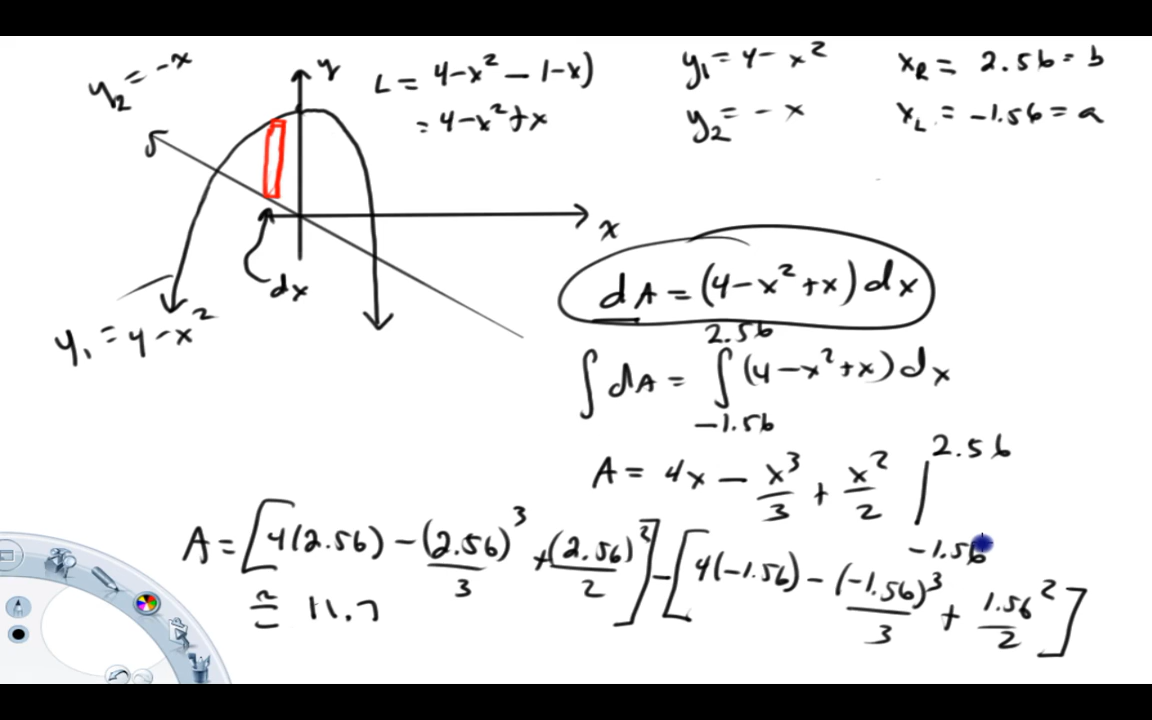 y₂ = -x
y
L = 4-x² - (-x)
= 4-x²+x
y₁ = 4-x²
y₂ = -x
x_R = 2.56 = b
x_L = -1.56 = a
x
dx
y₁ = 4-x²
dA = (4-x²+x)dx
∫dA = ∫_{-1.56}^{2.56} (4-x²+x)dx
A = 4x - x³/3 + x²/2 |_{-1.56}^{2.56}
A = [4(2.56) - (2.56)³/3 + (2.56)²/2] - [4(-1.56) - (-1.56)³/3 + 1.56²/2]
≅ 11.7